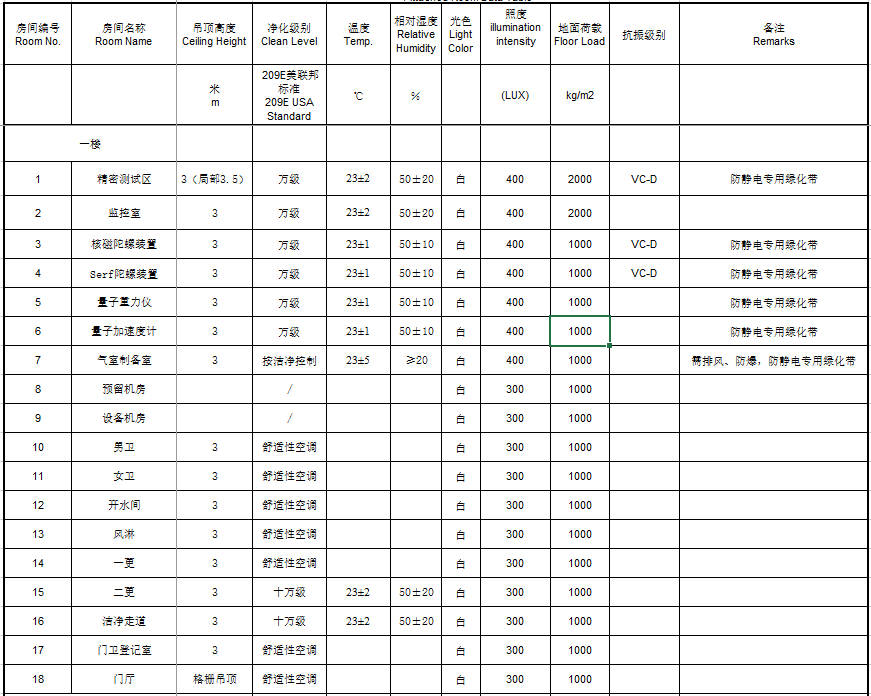 房间编号 房间名称 吊顶高度 净化级别 温度 相对湿度 光色 照度 地面荷载 抗振级别 备注
Room No. Room Name Ceiling Height Clean Level Temp. Relative Humidity Light Color illumination intensity Floor Load Remarks
米 m 209E美联邦标准 209E USA Standard ℃ % (LUX) kg/m2
一楼
1 精密测试区 3（局部3.5） 万级 23±2 50±20 白 400 2000 VC-D 防静电专用绿化带
2 监控室 3 万级 23±2 50±20 白 400 2000
3 核磁陀螺装置 3 万级 23±1 50±10 白 400 1000 VC-D 防静电专用绿化带
4 Serf陀螺装置 3 万级 23±1 50±10 白 400 1000 VC-D 防静电专用绿化带
5 量子重力仪 3 万级 23±1 50±10 白 400 1000 防静电专用绿化带
6 量子加速度计 3 万级 23±1 50±10 白 400 1000 防静电专用绿化带
7 气室制备室 3 按洁净控制 23±5 ≥20 白 400 1000 需排风、防爆，防静电专用绿化带
8 预留机房 / 白 300 1000
9 设备机房 / 白 300 1000
10 男卫 3 舒适性空调 白 300 1000
11 女卫 3 舒适性空调 白 300 1000
12 开水间 3 舒适性空调 白 300 1000
13 风淋 3 舒适性空调 白 300 1000
14 一更 3 舒适性空调 白 300 1000
15 二更 3 十万级 23±2 50±20 白 300 1000
16 洁净走道 3 十万级 23±2 50±20 白 300 1000
17 门卫登记室 3 舒适性空调 白 300 1000
18 门厅 格栅吊顶 舒适性空调 白 300 1000